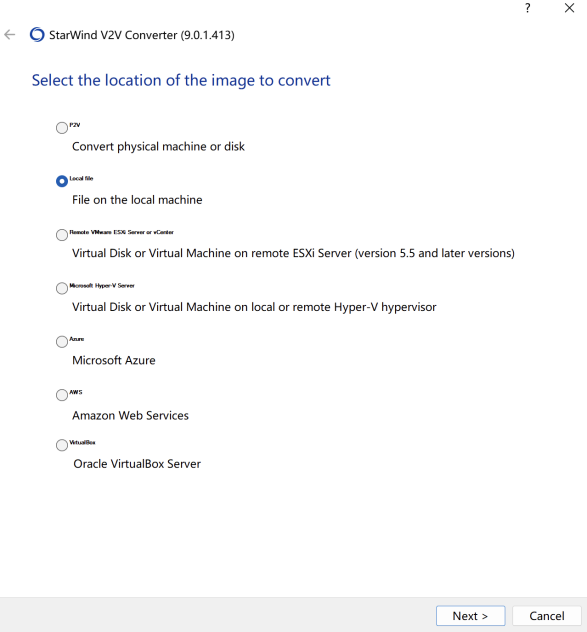 ?
StarWind V2V Converter (9.0.1.413)
Select the location of the image to convert
P2V
Convert physical machine or disk
Local file
File on the local machine
Remote VMware ESXi Server or vCenter
Virtual Disk or Virtual Machine on remote ESXi Server (version 5.5 and later versions)
Microsoft Hyper-V Server
Virtual Disk or Virtual Machine on local or remote Hyper-V hypervisor
Azure
Microsoft Azure
AWS
Amazon Web Services
VirtualBox
Oracle VirtualBox Server
Next > Cancel